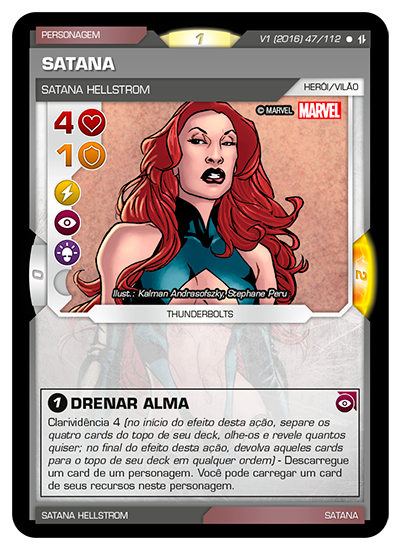 PERSONAGEM
1
V1 (2016) 47/112
SATANA
SATANA HELLSTROM
HERÓI/VILÃO
© MARVEL MARVEL
4
1
0
2
Ilust.: Kalman Andrasofszky, Stephane Peru
THUNDERBOLTS
1 DRENAR ALMA
Clarividência 4 (no início do efeito desta ação, separe os
quatro cards do topo de seu deck, olhe-os e revele quantos
quiser; no final do efeito desta ação, devolva aqueles cards
para o topo de seu deck em qualquer ordem) - Descarregue
um card de um personagem. Você pode carregar um card
de seus recursos neste personagem.
SATANA HELLSTROM
SATANA